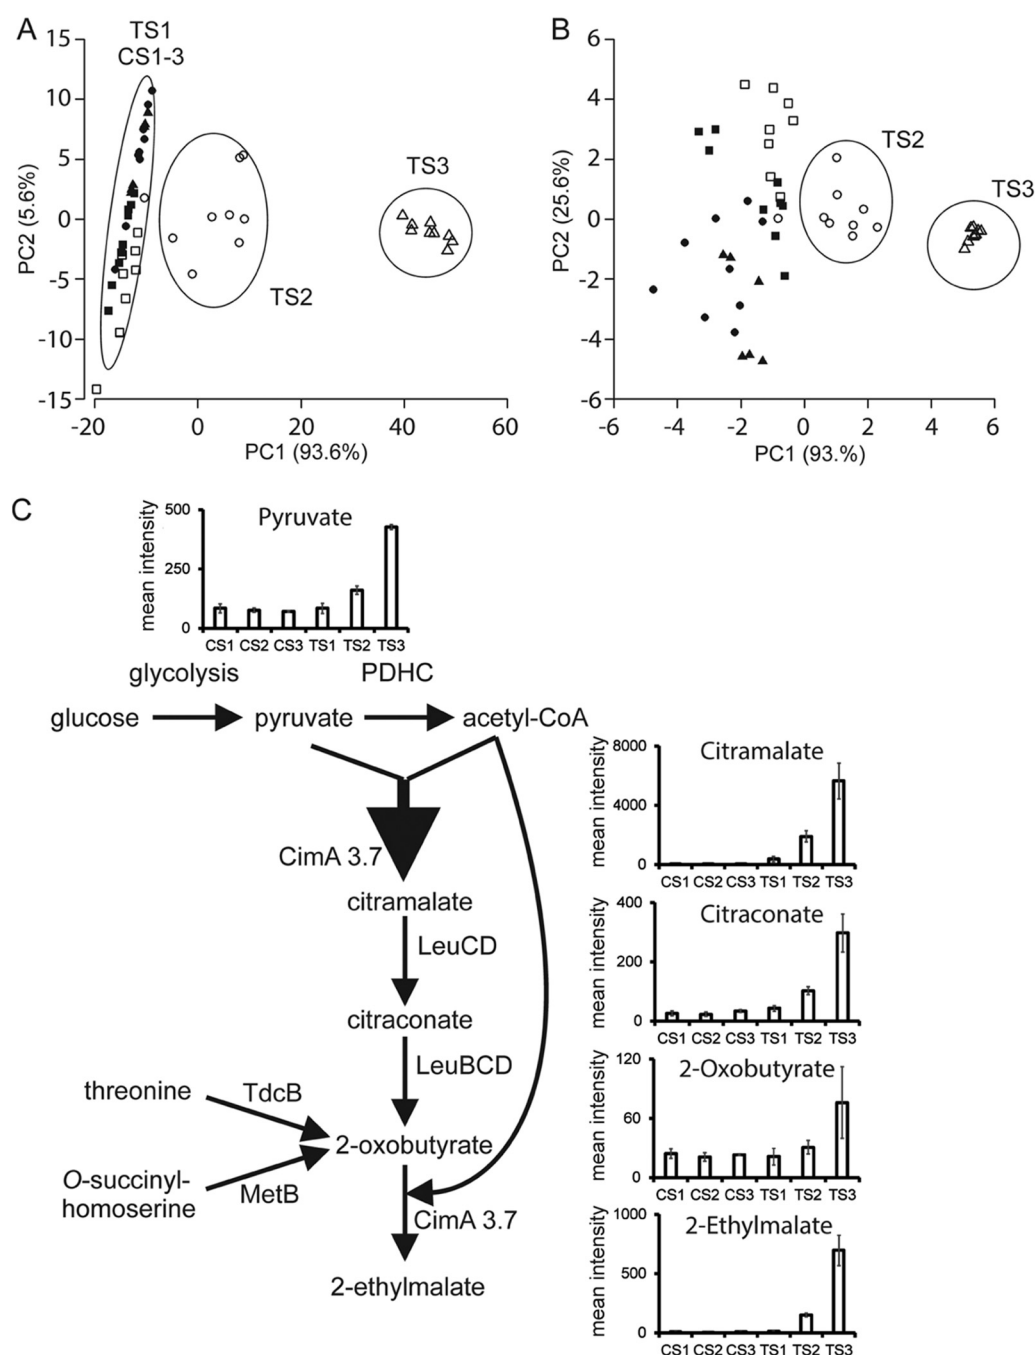 A
TS1
CS1-3
15
10
5
0
-5
-10
-15
PC2 (5.6%)
TS2
TS3
-20
0
20
40
60
PC1 (93.6%)
B
6
4
2
0
-2
-4
-6
PC2 (25.6%)
TS2
TS3
-6
-4
-2
0
2
4
6
PC1 (93.%)
C
500
250
0
mean intensity
Pyruvate
CS1 CS2 CS3 TS1 TS2 TS3
glycolysis
PDHC
glucose
pyruvate
acetyl-CoA
CimA 3.7
citramalate
LeuCD
citraconate
LeuBCD
threonine
TdcB
2-oxobutyrate
O-succinyl-
homoserine
MetB
CimA 3.7
2-ethylmalate
8000
4000
0
mean intensity
Citramalate
CS1 CS2 CS3 TS1 TS2 TS3
400
200
0
mean intensity
Citraconate
CS1 CS2 CS3 TS1 TS2 TS3
120
60
0
mean intensity
2-Oxobutyrate
CS1 CS2 CS3 TS1 TS2 TS3
1000
500
0
mean intensity
2-Ethylmalate
CS1 CS2 CS3 TS1 TS2 TS3